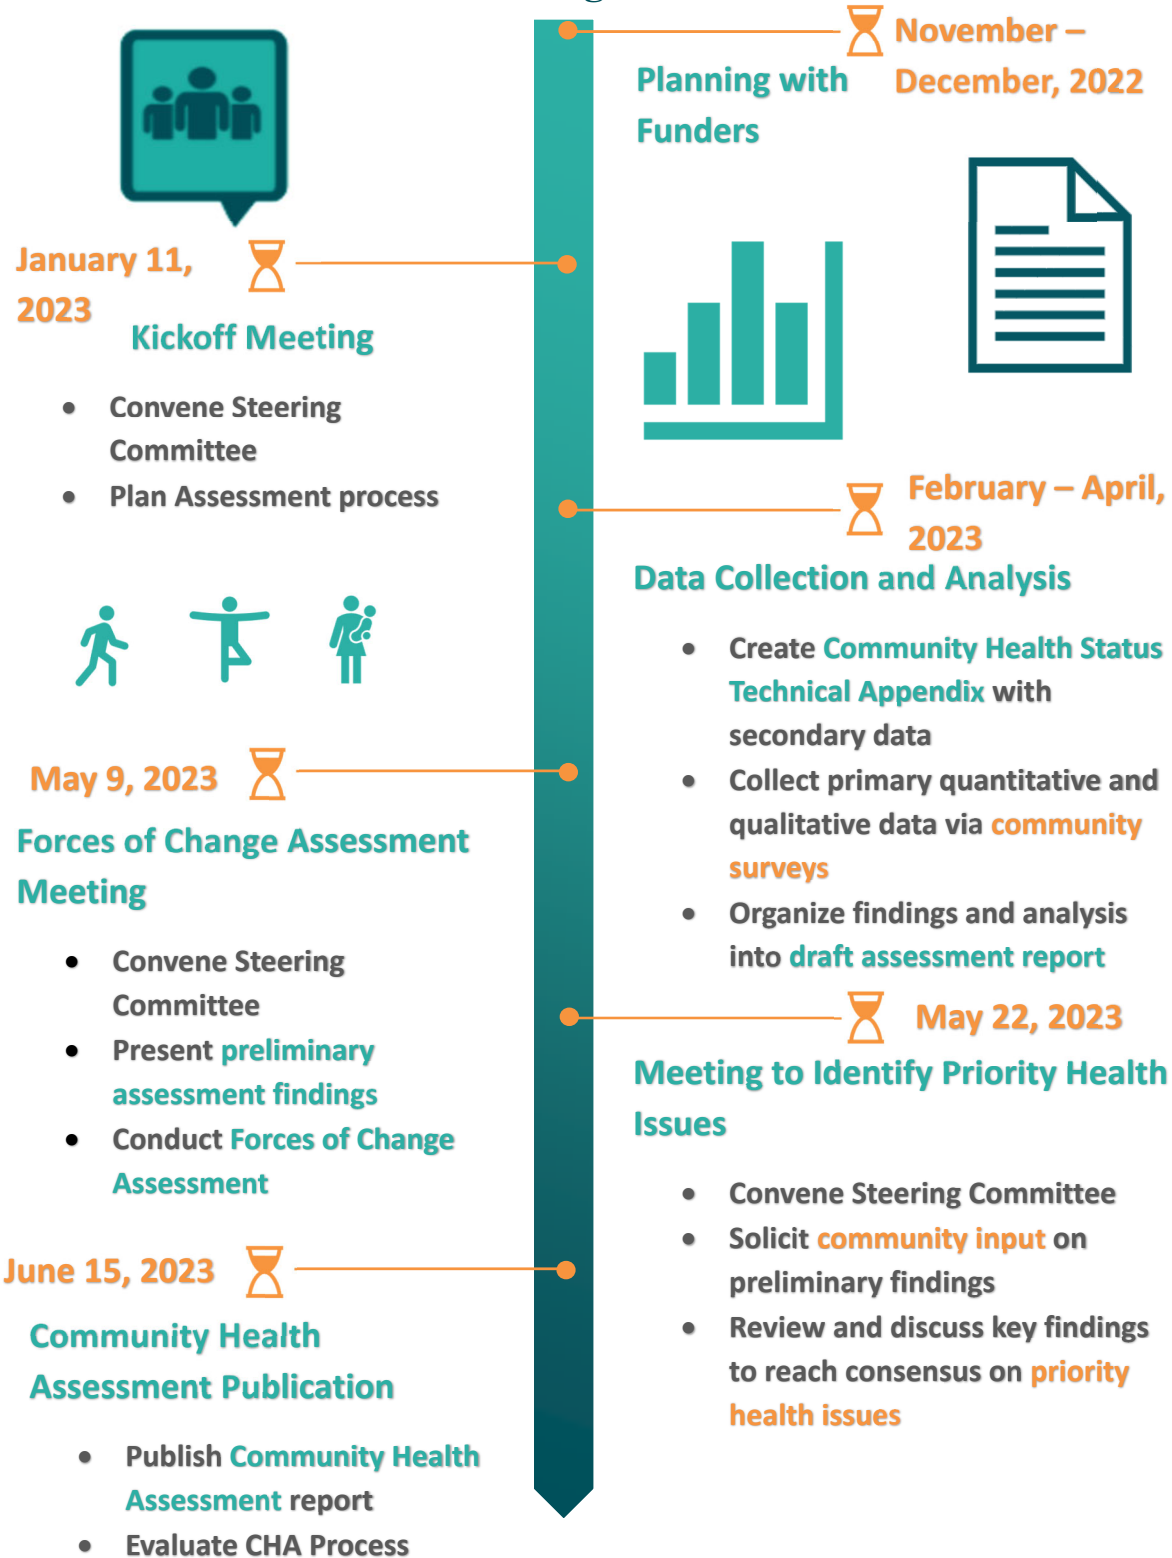 November –
December, 2022
Planning with
Funders
January 11,
2023
Kickoff Meeting
• Convene Steering
Committee
• Plan Assessment process
February – April,
2023
Data Collection and Analysis
• Create Community Health Status
Technical Appendix with
secondary data
• Collect primary quantitative and
qualitative data via community
surveys
• Organize findings and analysis
into draft assessment report
May 9, 2023
Forces of Change Assessment
Meeting
• Convene Steering
Committee
• Present preliminary
assessment findings
• Conduct Forces of Change
Assessment
May 22, 2023
Meeting to Identify Priority Health
Issues
• Convene Steering Committee
• Solicit community input on
preliminary findings
• Review and discuss key findings
to reach consensus on priority
health issues
June 15, 2023
Community Health
Assessment Publication
• Publish Community Health
Assessment report
• Evaluate CHA Process